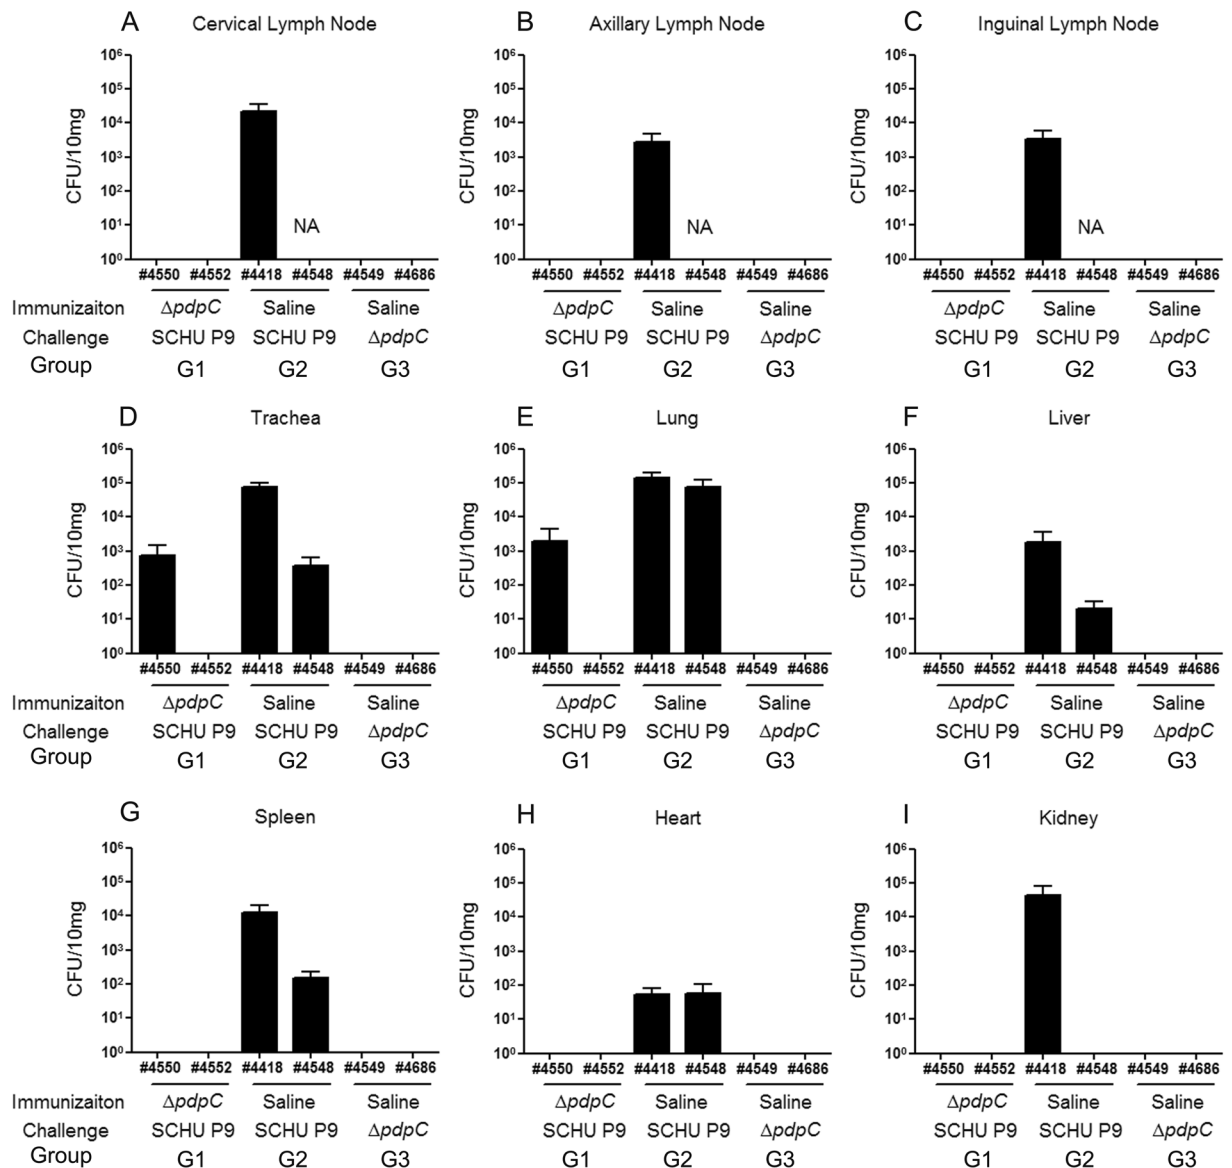 A Cervical Lymph Node B Axillary Lymph Node C Inguinal Lymph Node
10⁶ 10⁶ 10⁶
10⁵ 10⁵ 10⁵
10⁴ 10⁴ 10⁴
CFU/10mg CFU/10mg CFU/10mg
10³ 10³ 10³
10² 10² 10²
10¹ NA 10¹ NA 10¹ NA
10⁰ 10⁰ 10⁰
#4550 #4552 #4418 #4548 #4549 #4686 #4550 #4552 #4418 #4548 #4549 #4686 #4550 #4552 #4418 #4548 #4549 #4686
Immunizaiton ΔpdpC Saline Saline ΔpdpC Saline Saline ΔpdpC Saline Saline
Challenge SCHU P9 SCHU P9 ΔpdpC SCHU P9 SCHU P9 ΔpdpC SCHU P9 SCHU P9 ΔpdpC
Group G1 G2 G3 G1 G2 G3 G1 G2 G3
D Trachea E Lung F Liver
10⁶ 10⁶ 10⁶
10⁵ 10⁵ 10⁵
10⁴ 10⁴ 10⁴
CFU/10mg CFU/10mg CFU/10mg
10³ 10³ 10³
10² 10² 10²
10¹ 10¹ 10¹
10⁰ 10⁰ 10⁰
#4550 #4552 #4418 #4548 #4549 #4686 #4550 #4552 #4418 #4548 #4549 #4686 #4550 #4552 #4418 #4548 #4549 #4686
Immunizaiton ΔpdpC Saline Saline ΔpdpC Saline Saline ΔpdpC Saline Saline
Challenge SCHU P9 SCHU P9 ΔpdpC SCHU P9 SCHU P9 ΔpdpC SCHU P9 SCHU P9 ΔpdpC
Group G1 G2 G3 G1 G2 G3 G1 G2 G3
G Spleen H Heart I Kidney
10⁶ 10⁶ 10⁶
10⁵ 10⁵ 10⁵
10⁴ 10⁴ 10⁴
CFU/10mg CFU/10mg CFU/10mg
10³ 10³ 10³
10² 10² 10²
10¹ 10¹ 10¹
10⁰ 10⁰ 10⁰
#4550 #4552 #4418 #4548 #4549 #4686 #4550 #4552 #4418 #4548 #4549 #4686 #4550 #4552 #4418 #4548 #4549 #4686
Immunizaiton ΔpdpC Saline Saline ΔpdpC Saline Saline ΔpdpC Saline Saline
Challenge SCHU P9 SCHU P9 ΔpdpC SCHU P9 SCHU P9 ΔpdpC SCHU P9 SCHU P9 ΔpdpC
Group G1 G2 G3 G1 G2 G3 G1 G2 G3